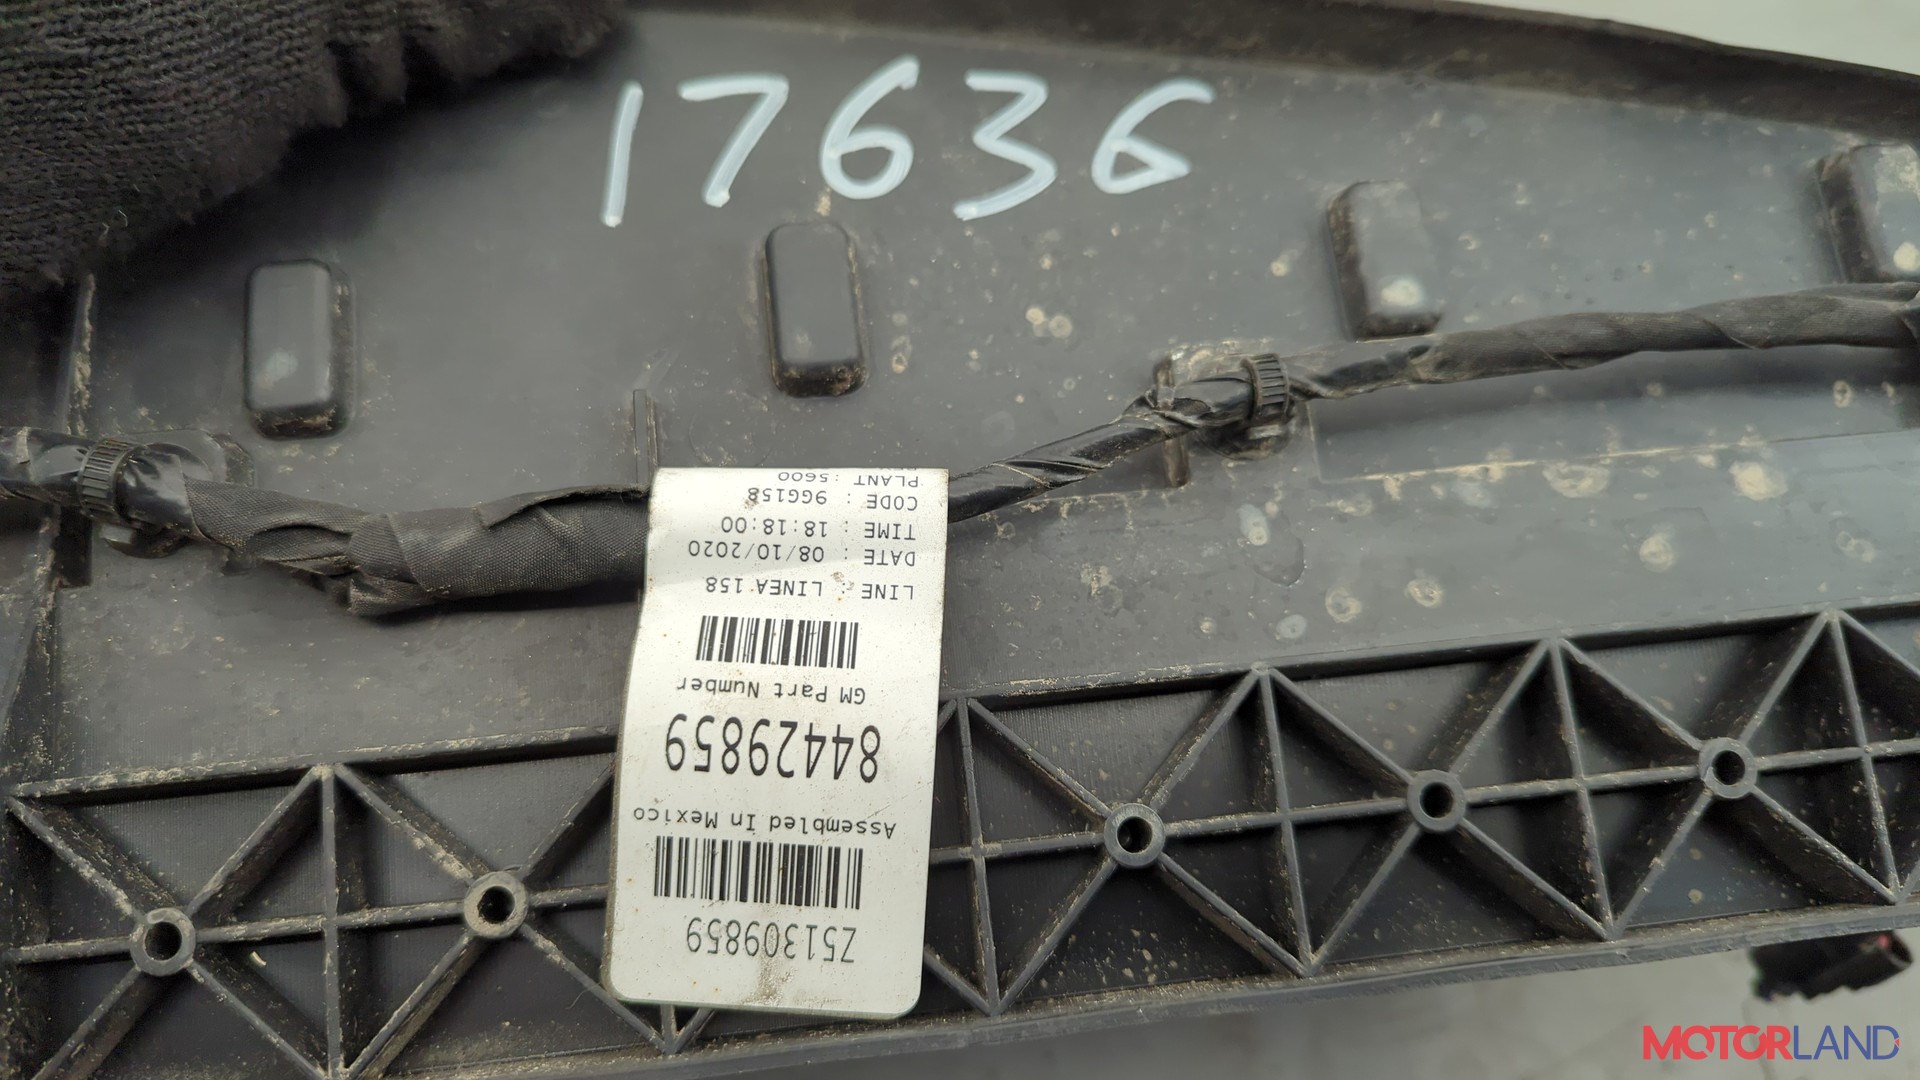 17636
Z51309859
Assembled In Mexico
84429859
GM Part Number
LINE : LINEA 158
DATE : 08/10/2020
TIME : 18:18:00
CODE : 9GG158
PLANT : 5600
MOTORLAND